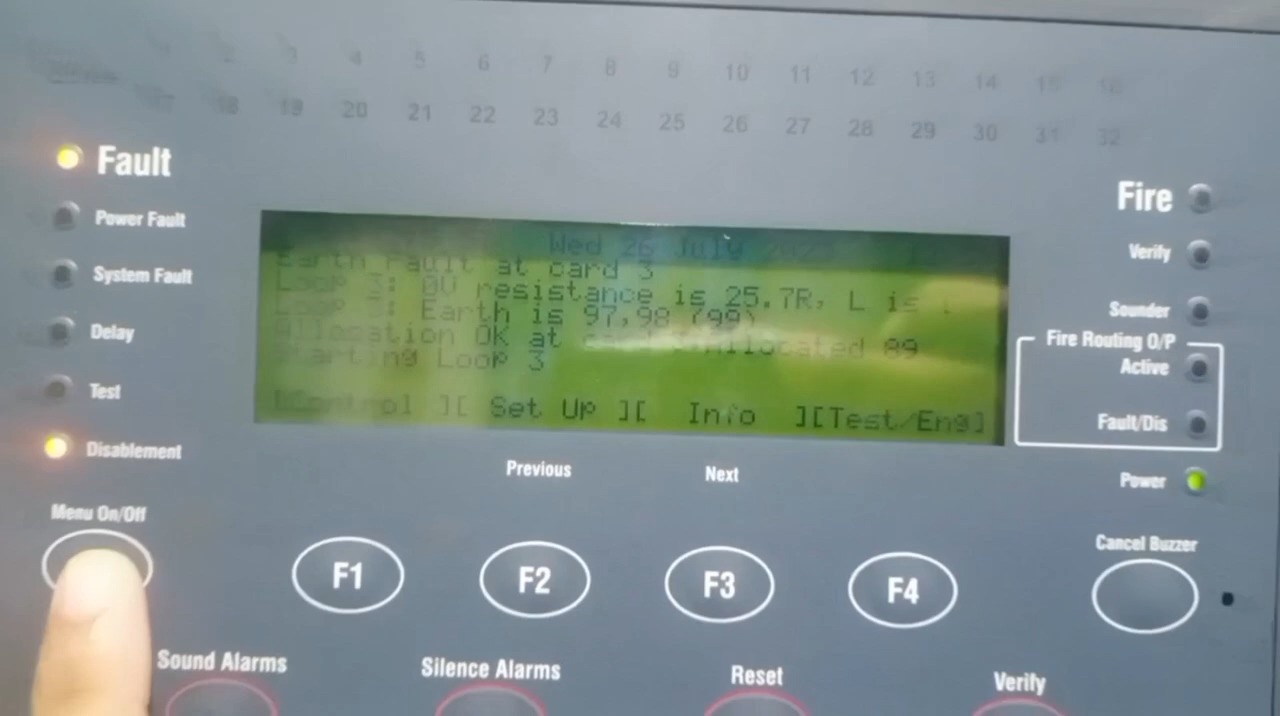 2 3 4 5 6 7 8 9 10 11 12 13 14 15 16
17 18 19 20 21 22 23 24 25 26 27 28 29 30 31 32
Fault
Power Fault
System Fault
Delay
Test
Disablement
Wed 26 July
Earth Fault at card 3
Loop 3: 0V resistance is 25.7R, L is
Loop 3: Earth is 97,98 (99)
Allocation OK at card 3:Allocated 89
Starting Loop 3
[Control ][ Set Up ][ Info ][Test/Eng]
Fire
Verify
Sounder
Fire Routing O/P
Active
Fault/Dis
Power
Previous
Next
Menu On/Off
F1
F2
F3
F4
Cancel Buzzer
Sound Alarms
Silence Alarms
Reset
Verify